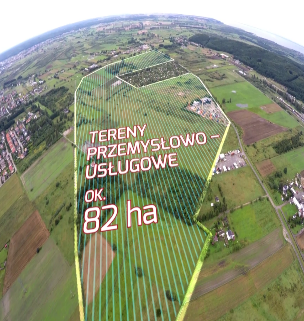 TERENY
PRZEMYSŁOWO -
USŁUGOWE
OK.
82 ha